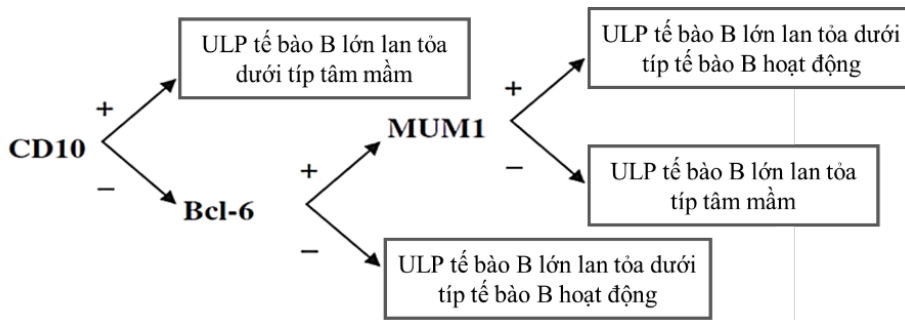 ULP tế bào B lớn lan tỏa
dưới típ tâm mầm
ULP tế bào B lớn lan tỏa dưới
típ tế bào B hoạt động
+
+
CD10
MUM1
−
+
−
Bcl-6
ULP tế bào B lớn lan tỏa
típ tâm mầm
−
ULP tế bào B lớn lan tỏa dưới
típ tế bào B hoạt động